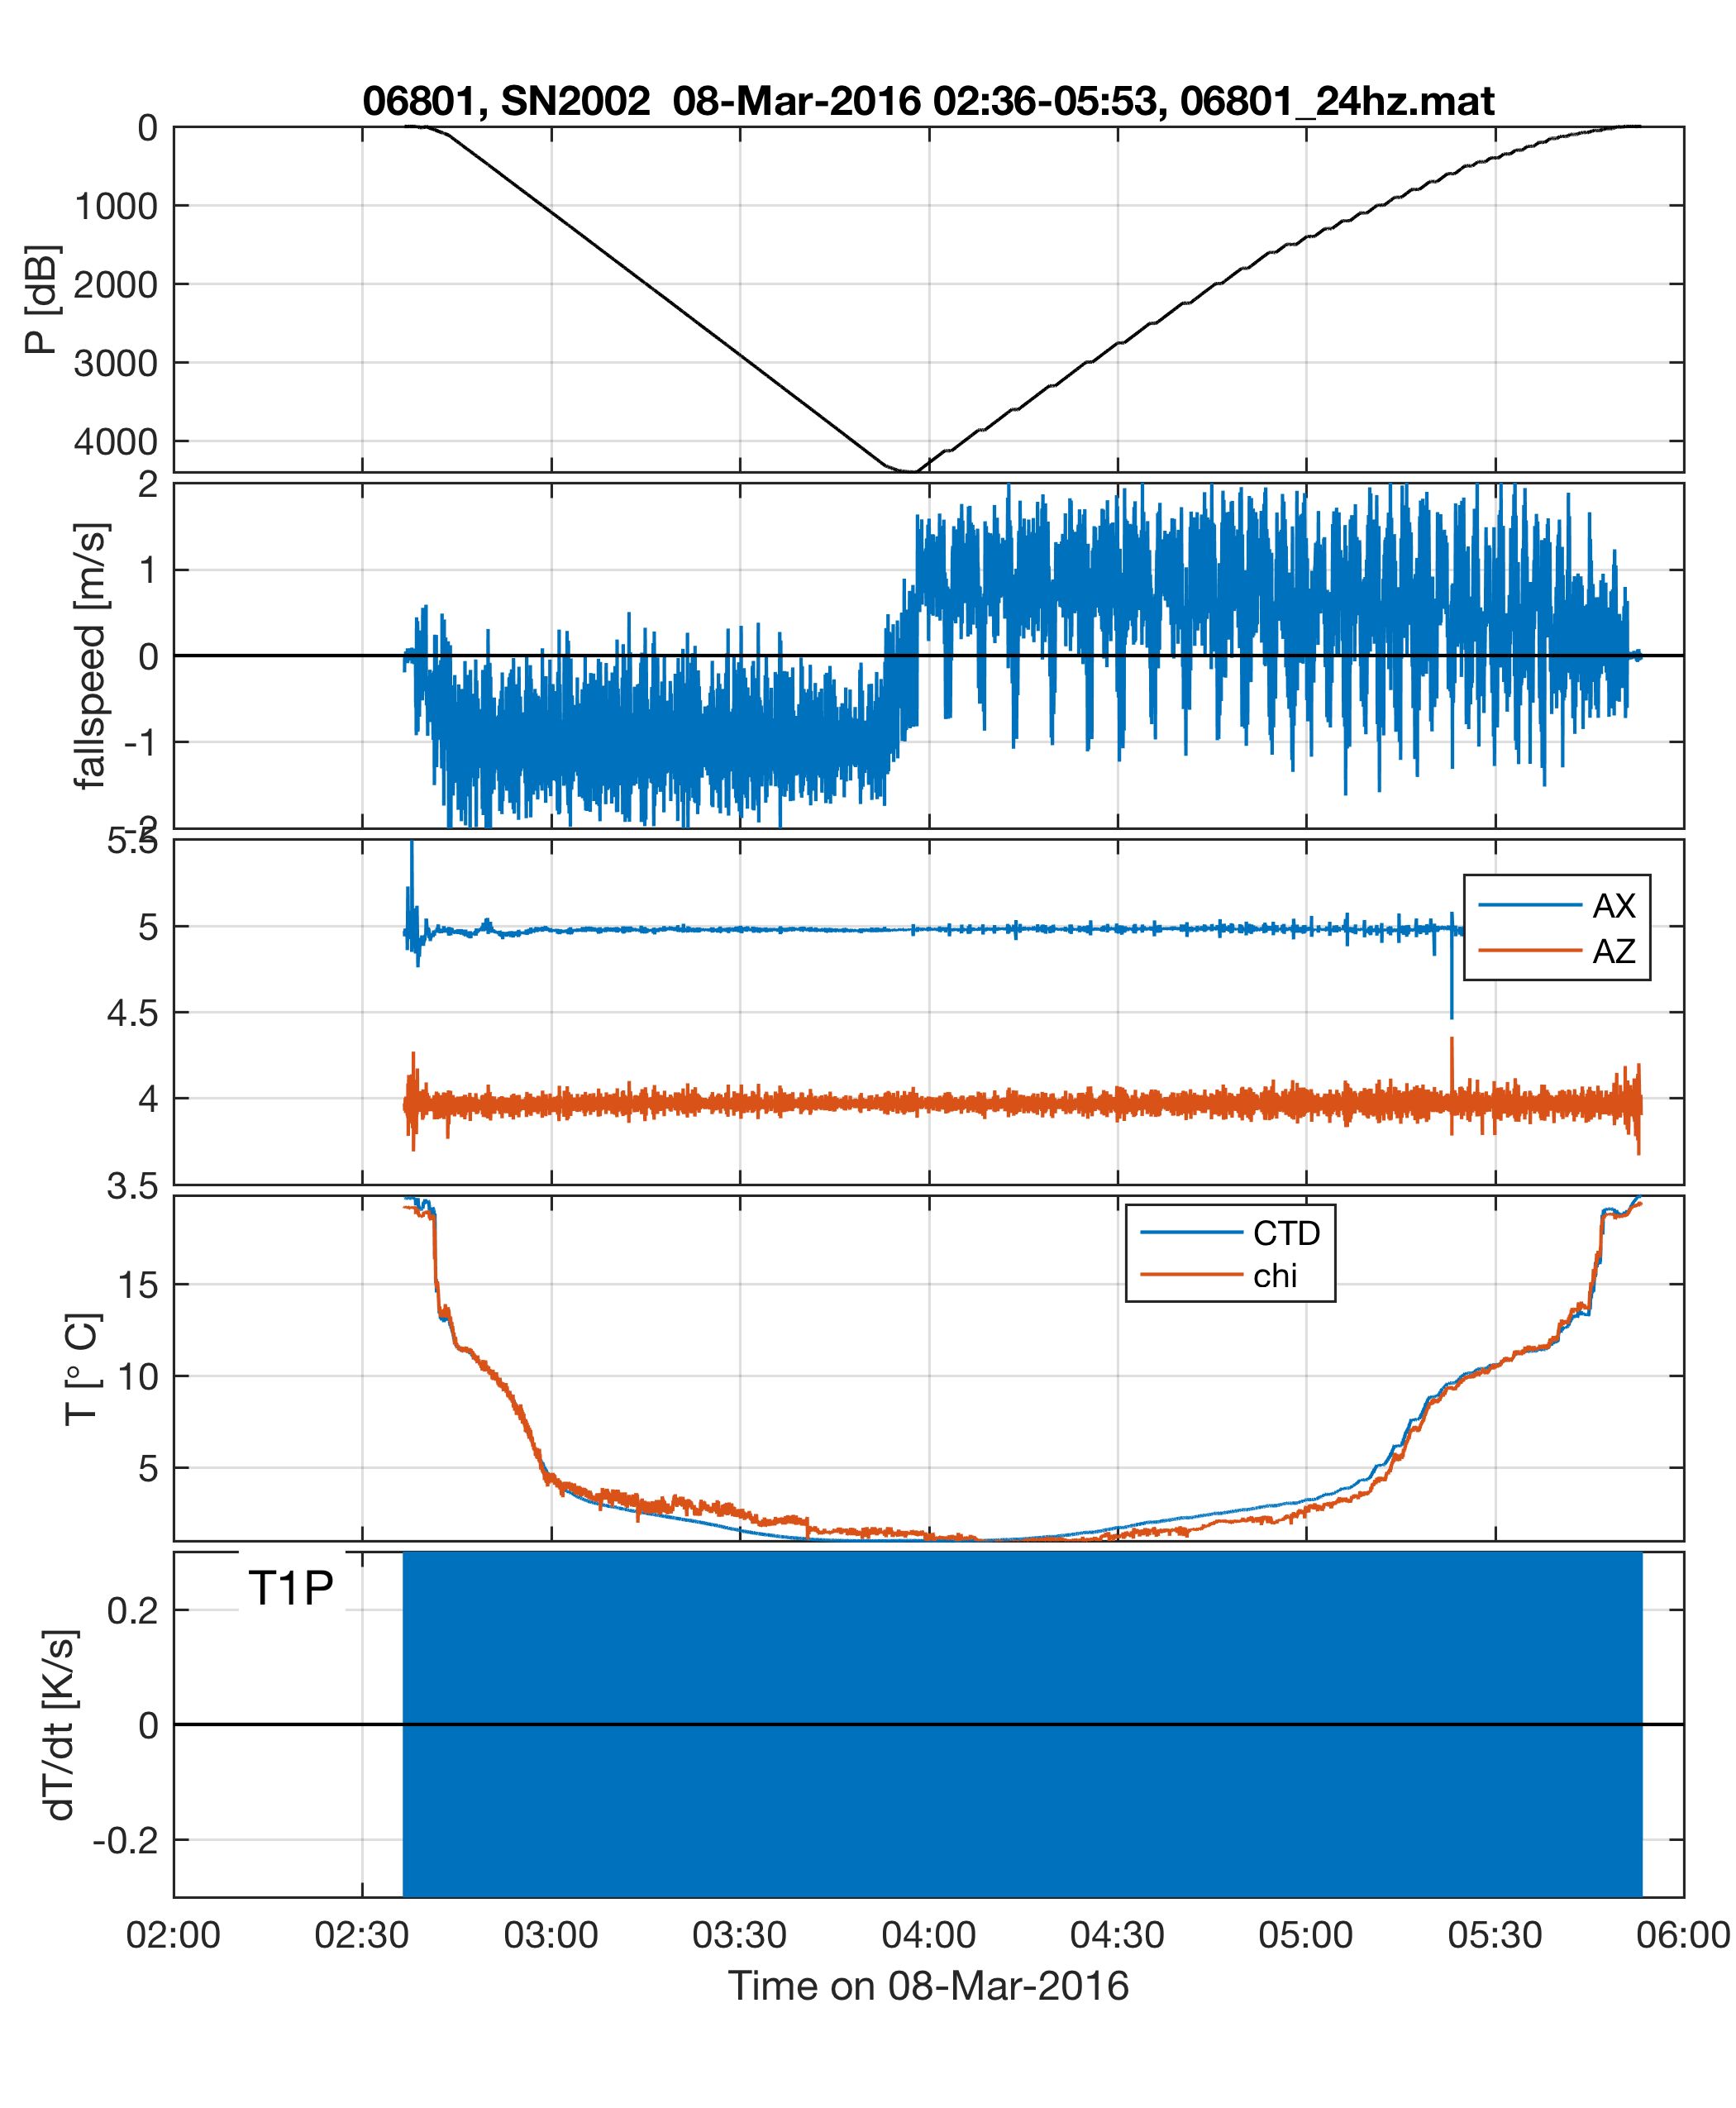 06801, SN2002  08-Mar-2016 02:36-05:53, 06801_24hz.mat
0
1000
2000
3000
4000
P [dB]
2
1
0
-1
-2
fallspeed [m/s]
5.5
5
4.5
4
3.5
AX
AZ
15
10
5
T [° C]
CTD
chi
T1P
0.2
0
-0.2
dT/dt [K/s]
02:00 02:30 03:00 03:30 04:00 04:30 05:00 05:30 06:00
Time on 08-Mar-2016